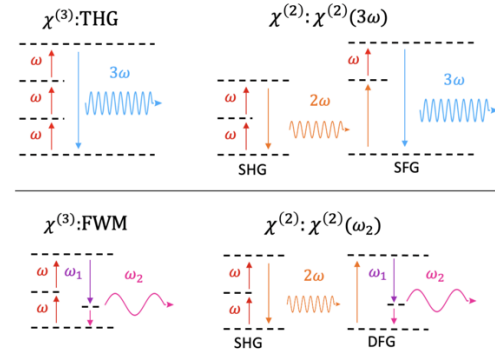 χ⁽³⁾:THG
χ⁽²⁾: χ⁽²⁾(3ω)
ω
ω
ω
3ω
ω
ω
2ω
ω
3ω
SHG
SFG
χ⁽³⁾:FWM
χ⁽²⁾: χ⁽²⁾(ω₂)
ω
ω
ω₁
ω₂
ω
ω
2ω
ω₁
ω₂
SHG
DFG